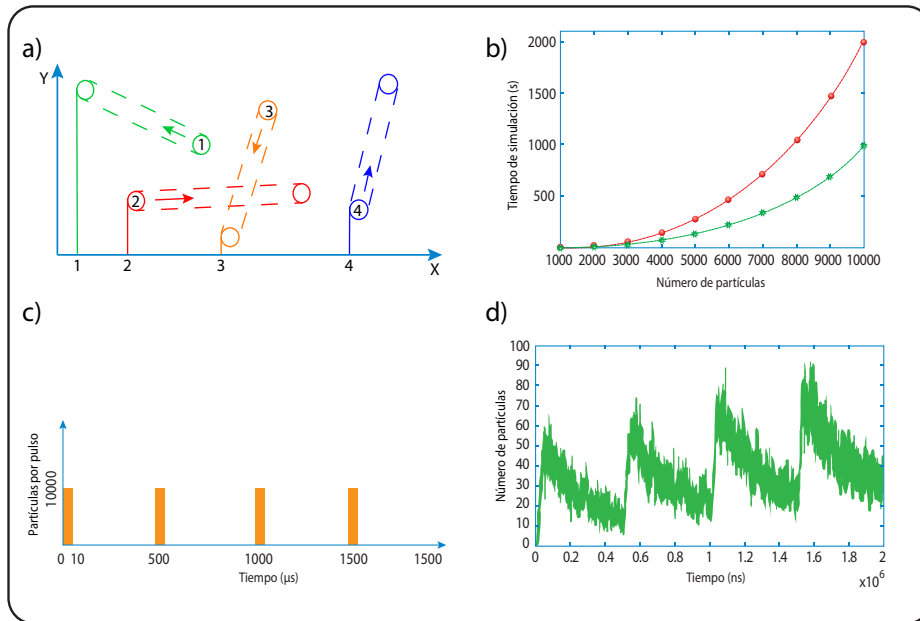 a)
Y
1
3
2
4
1
2
3
4
X
b)
Tiempo de simulación (s)
2000
1500
1000
500
1000 2000 3000 4000 5000 6000 7000 8000 9000 10000
Número de partículas
c)
Partículas por pulso
10000
0 10 500 1000 1500 1500
Tiempo (µs)
d)
Número de partículas
100
90
80
70
60
50
40
30
20
10
0
0 0.2 0.4 0.6 0.8 1 1.2 1.4 1.6 1.8 2
Tiempo (ns)
x10⁶